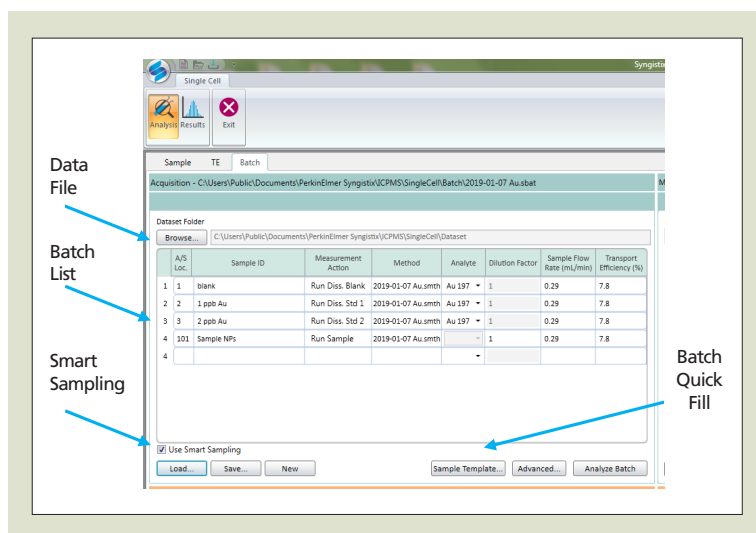 Syngistix
Single Cell
Analysis Results Exit
Sample TE Batch
Acquisition - C:\Users\Public\Documents\PerkinElmer Syngistix\ICPMS\SingleCell\Batch\2019-01-07 Au.sbat
Data
File
Dataset Folder
Browse... C:\Users\Public\Documents\PerkinElmer Syngistix\ICPMS\SingleCell\Dataset
Batch
List
A/S Loc. Sample ID Measurement Action Method Analyte Dilution Factor Sample Flow Rate (mL/min) Transport Efficiency (%)
1 1 blank Run Diss. Blank 2019-01-07 Au.smth Au 197 1 0.29 7.8
2 2 1 ppb Au Run Diss. Std 1 2019-01-07 Au.smth Au 197 1 0.29 7.8
3 3 2 ppb Au Run Diss. Std 2 2019-01-07 Au.smth Au 197 1 0.29 7.8
4 101 Sample NPs Run Sample 2019-01-07 Au.smth 1 0.29 7.8
4
Smart
Sampling
Batch
Quick
Fill
Use Smart Sampling
Load... Save... New Sample Template... Advanced... Analyze Batch